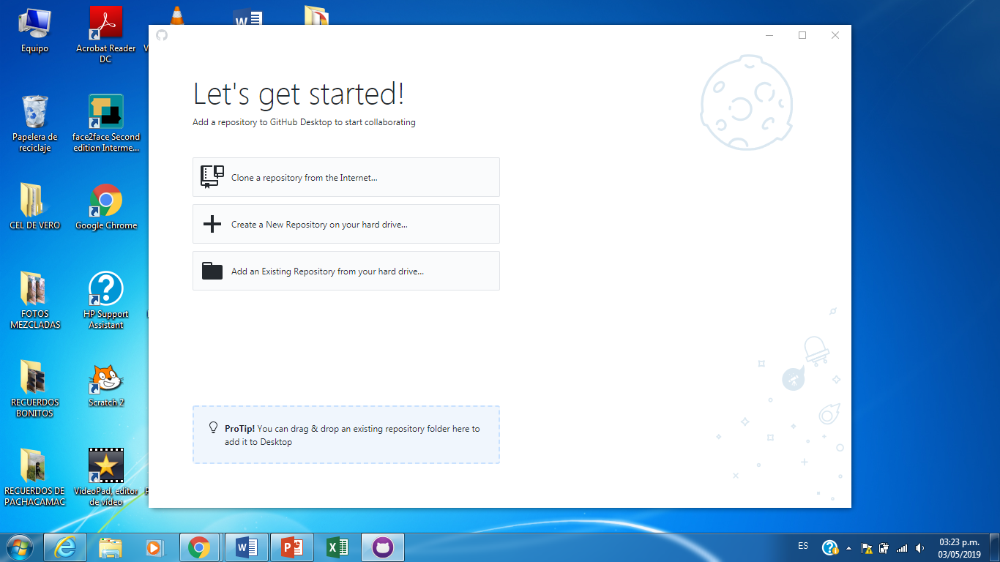 Equipo
Acrobat Reader
DC
Papelera de
reciclaje
face2face Second
edition Interme...
CEL DE VERO
Google Chrome
FOTOS
MEZCLADAS
HP Support
Assistant
RECUERDOS
BONITOS
Scratch 2
RECUERDOS DE
PACHACAMAC
VideoPad, editor
de vídeo
Let's get started!
Add a repository to GitHub Desktop to start collaborating
Clone a repository from the Internet...
Create a New Repository on your hard drive...
Add an Existing Repository from your hard drive...
ProTip! You can drag & drop an existing repository folder here to
add it to Desktop
ES
03:23 p.m.
03/05/2019